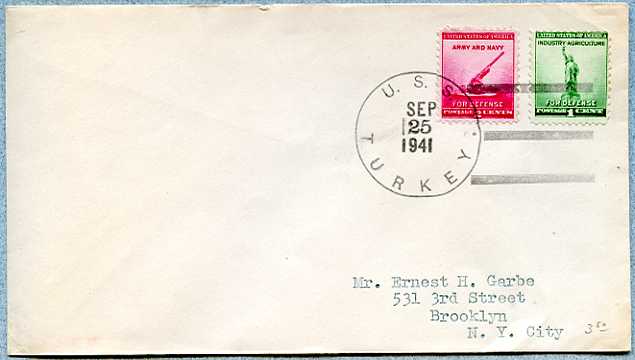 UNITED STATES OF AMERICA
ARMY AND NAVY
FOR DEFENSE
POSTAGE 2 CENTS
UNITED STATES OF AMERICA
INDUSTRY AGRICULTURE
FOR DEFENSE
POSTAGE 1 CENT
U. S. S.
SEP
25
1941
TURKEY.
Mr. Ernest H. Garbe
531 3rd Street
Brooklyn
N. Y. City
3⁵⁰